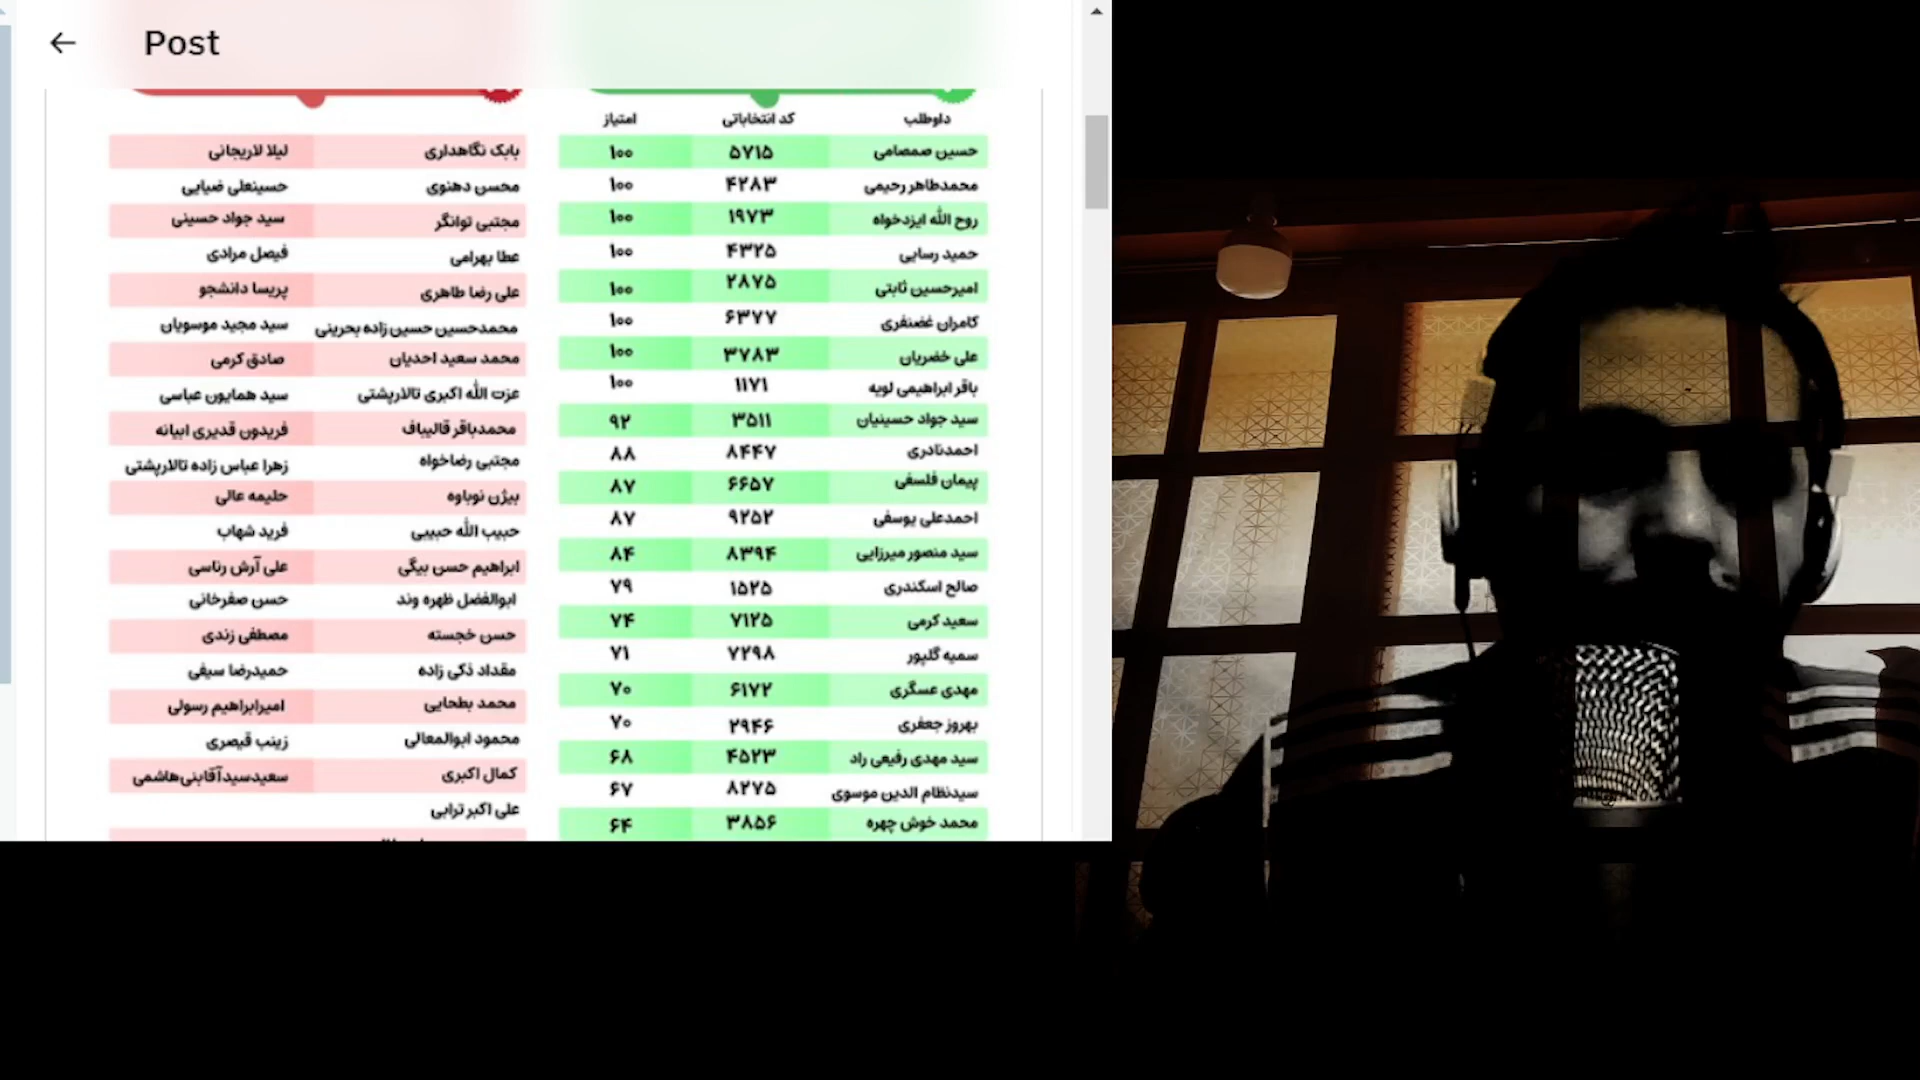 Post
داوطلب کد انتخاباتی امتیاز
حسین صمصامی ۵۷۱۵ ۱۰۰
محمدطاهر رحیمی ۴۲۸۳ ۱۰۰
روح الله ایزدخواه ۱۹۷۳ ۱۰۰
حمید رسایی ۴۳۲۵ ۱۰۰
امیرحسین ثابتی ۲۸۷۵ ۱۰۰
کامران غضنفری ۶۳۷۷ ۱۰۰
علی خضریان ۳۷۸۳ ۱۰۰
باقر ابراهیمی لویه ۱۱۷۱ ۱۰۰
سید جواد حسینیان ۳۵۱۱ ۹۲
احمدنادری ۸۴۴۷ ۸۸
پیمان فلسفی ۶۶۵۷ ۸۷
احمدعلی یوسفی ۹۲۵۲ ۸۷
سید منصور میرزایی ۸۳۹۴ ۸۴
صالح اسکندری ۱۵۲۵ ۷۹
سعید کرمی ۷۱۲۵ ۷۴
سمیه گلپور ۷۲۹۸ ۷۱
مهدی عسگری ۶۱۷۲ ۷۰
بهروز جعفری ۲۹۴۶ ۷۰
سید مهدی رفیعی راد ۴۵۲۳ ۶۸
سیدنظام الدین موسوی ۸۲۷۵ ۶۷
محمد خوش چهره ۳۸۵۶ ۶۴
بابک نگاهداری لیلا لاریجانی
محسن دهنوی حسینعلی ضیایی
مجتبی توانگر سید جواد حسینی
عطا بهرامی فیصل مرادی
علی رضا طاهری پریسا دانشجو
محمدحسین حسین زاده بحرینی سید مجید موسویان
محمد سعید احدیان صادق کرمی
عزت الله اکبری تالارپشتی سید همایون عباسی
محمدباقر قالیباف فریدون قدیری ابیانه
مجتبی رضاخواه زهرا عباس زاده تالارپشتی
بیژن نوباوه حلیمه عالی
حبیب الله حبیبی فرید شهاب
ابراهیم حسن بیگی علی آرش رناسی
ابوالفضل ظهره وند حسن صفرخانی
حسن خجسته مصطفی زندی
مقداد ذکی زاده حمیدرضا سیفی
محمد بطحایی امیرابراهیم رسولی
محمود ابوالمعالی زینب قیصری
کمال اکبری سعیدسیدآقابنی‌هاشمی
علی اکبر ترابی